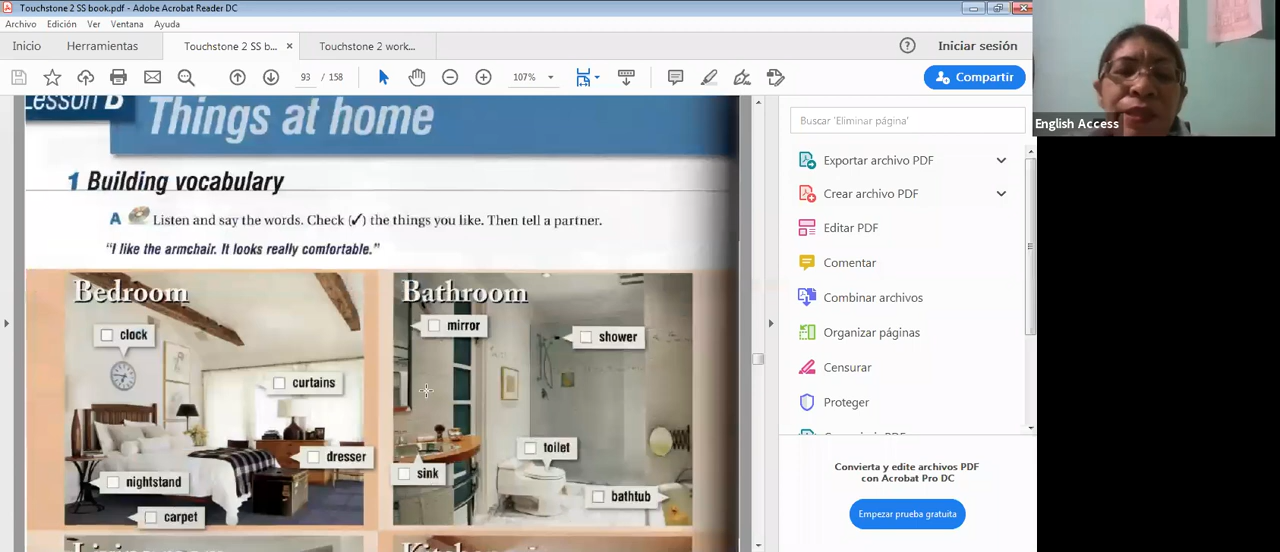 Touchstone 2 SS book.pdf - Adobe Acrobat Reader DC
Archivo Edición Ver Ventana Ayuda
Inicio Herramientas Touchstone 2 SS b... × Touchstone 2 work... Iniciar sesión
93 / 158 107% Compartir
Lesson B
Things at home
1 Building vocabulary
A Listen and say the words. Check (✓) the things you like. Then tell a partner.
"I like the armchair. It looks really comfortable."
Bedroom
clock
curtains
dresser
nightstand
carpet
Bathroom
mirror
shower
toilet
sink
bathtub
Living room
Kitchen
Buscar 'Eliminar página'
Exportar archivo PDF
Crear archivo PDF
Editar PDF
Comentar
Combinar archivos
Organizar páginas
Censurar
Proteger
Convierta y edite archivos PDF
con Acrobat Pro DC
Empezar prueba gratuita
English Access